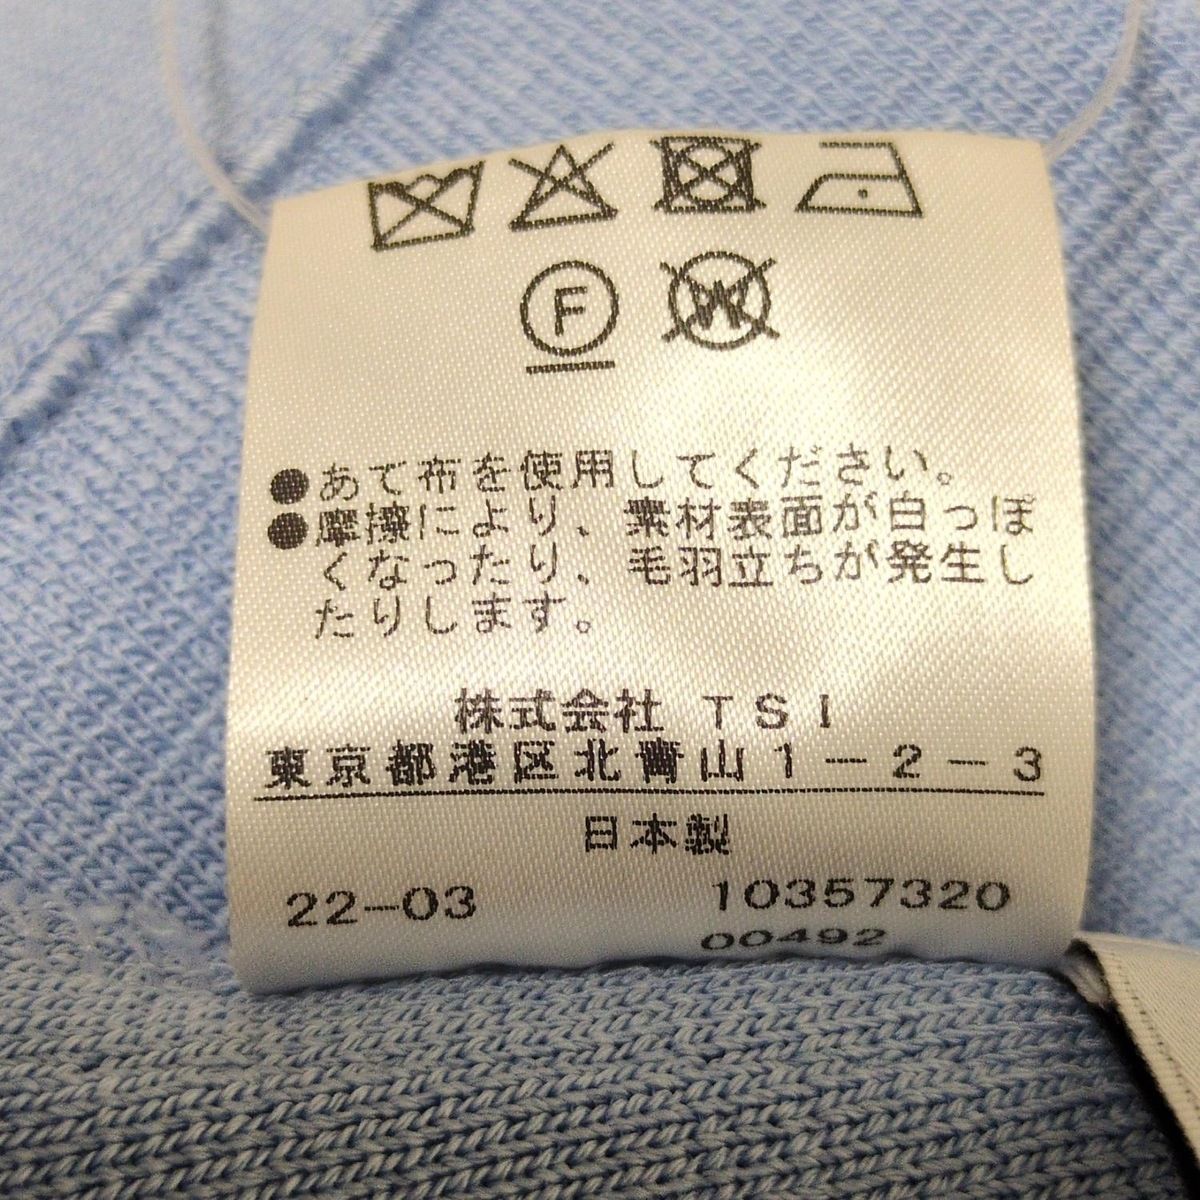 F W
●あて布を使用してください。
●摩擦により、素材表面が白っぽ
くなったり、毛羽立ちが発生し
たりします。
株式会社 TSI
東京都港区北青山1-2-3
日本製
22-03 10357320
00492